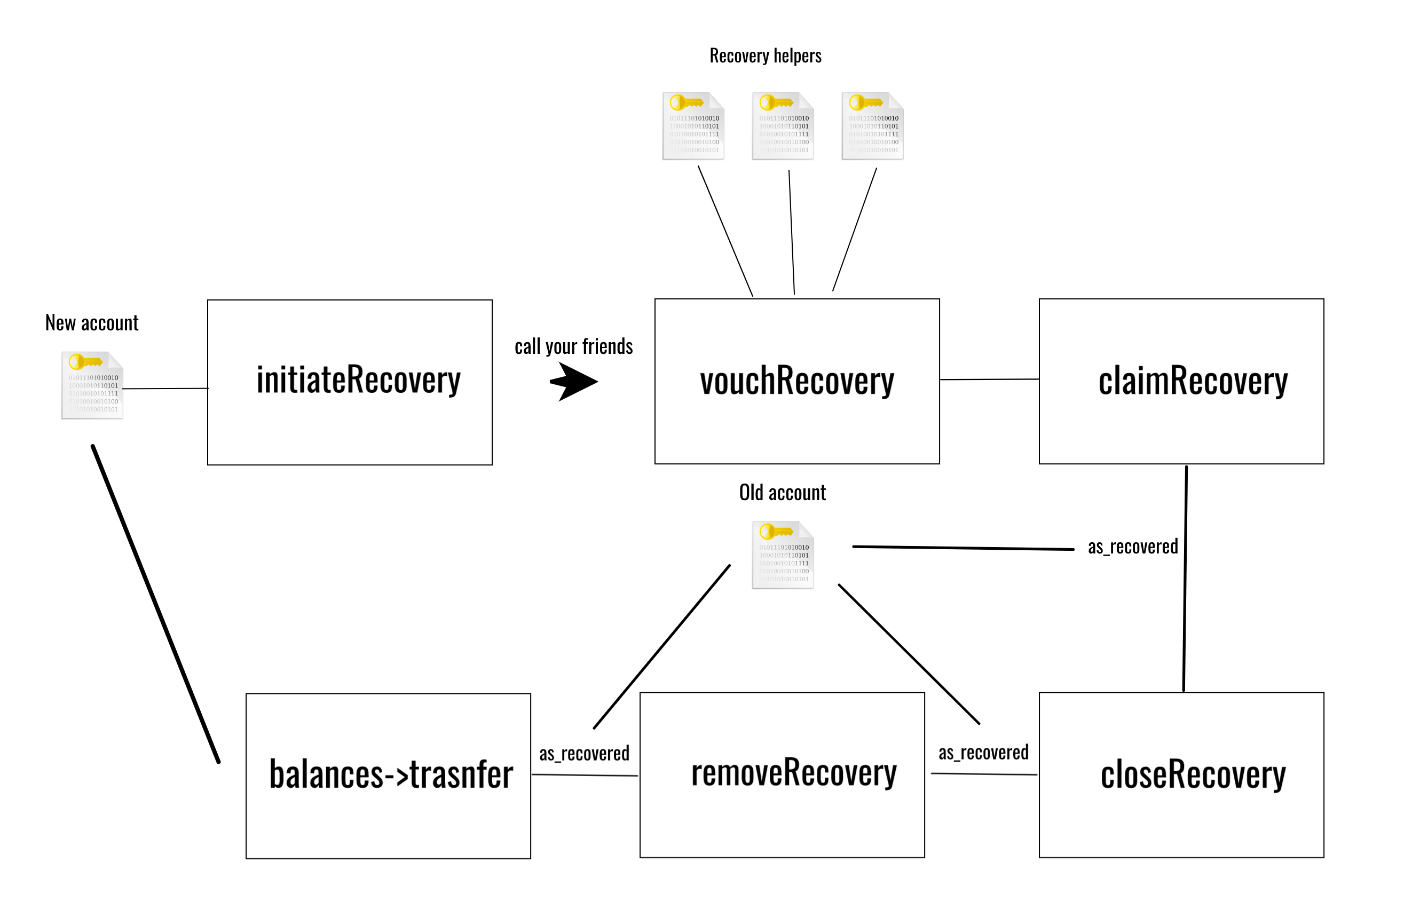 Recovery helpers
New account
initiateRecovery
call your friends
vouchRecovery
claimRecovery
Old account
as_recovered
balances->trasnfer
as_recovered
removeRecovery
as_recovered
closeRecovery